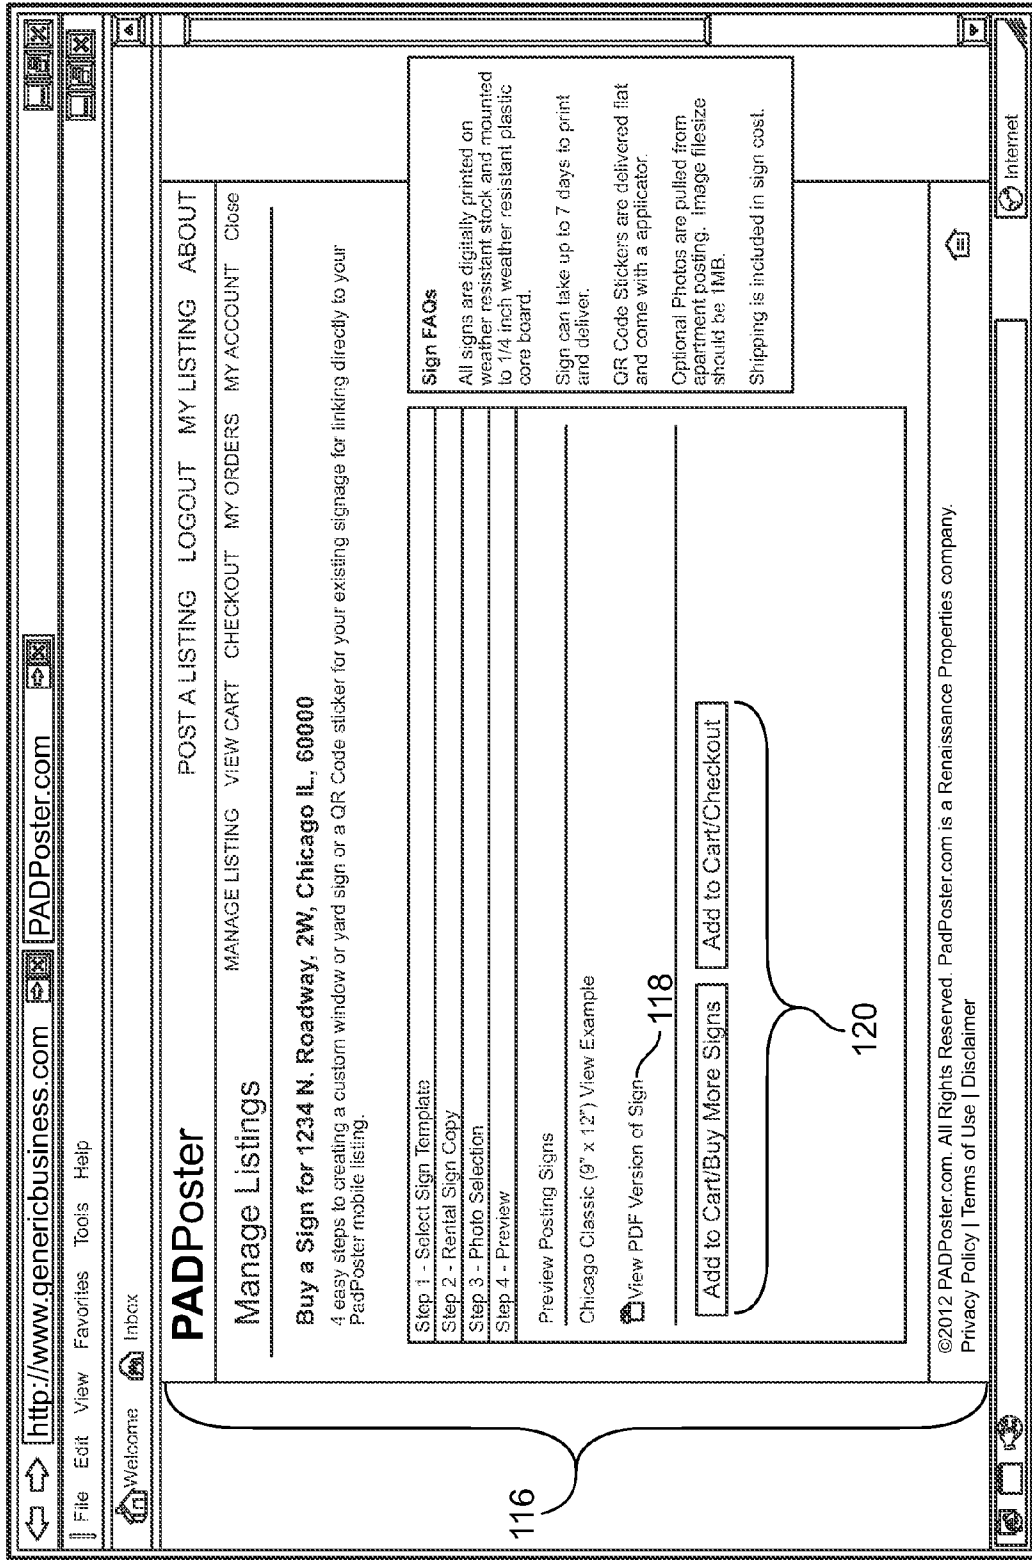 http://www.genericbusiness.com PADPoster.com
File Edit View Favorites Tools Help
Welcome Inbox
PADPoster
POST A LISTING LOGOUT MY LISTING ABOUT
Manage Listings
MANAGE LISTING VIEW CART CHECKOUT MY ORDERS MY ACCOUNT Close
Buy a Sign for 1234 N. Roadway, 2W, Chicago IL, 60000
4 easy steps to creating a custom window or yard sign or a QR Code sticker for your existing signage for linking directly to your
PadPoster mobile listing.
Step 1 - Select Sign Template
Step 2 - Rental Sign Copy
Step 3 - Photo Selection
Step 4 - Preview
Preview Posting Signs
Chicago Classic (9" x 12") View Example
View PDF Version of Sign
118
Add to Cart/Buy More Signs Add to Cart/Checkout
120
Sign FAQs
All signs are digitally printed on
weather resistant stock and mounted
to 1/4 inch weather resistant plastic
core board.
Sign can take up to 7 days to print
and deliver.
QR Code Stickers are delivered flat
and come with a applicator.
Optional Photos are pulled from
apartment posting. Image filesize
should be 1MB.
Shipping is included in sign cost.
116
©2012 PADPoster.com. All Rights Reserved. PadPoster.com is a Renaissance Properties company.
Privacy Policy | Terms of Use | Disclaimer
Internet